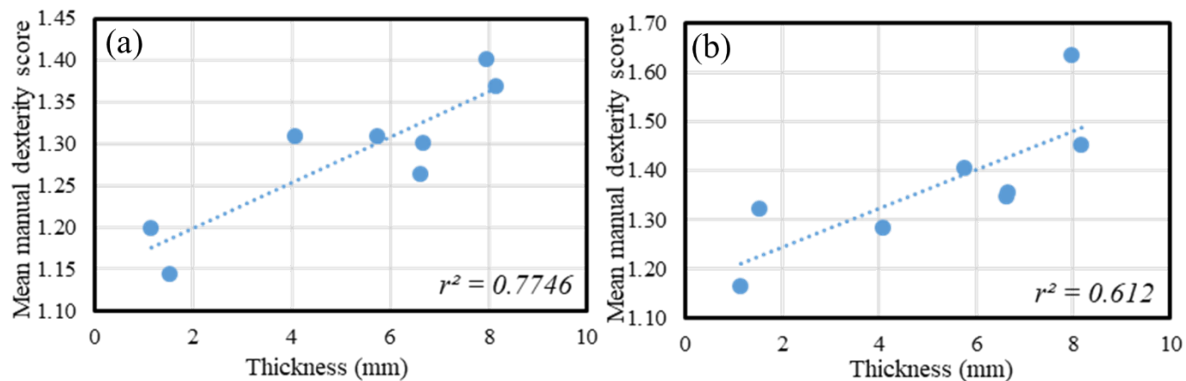 (a)
Mean manual dexterity score
1.45
1.40
1.35
1.30
1.25
1.20
1.15
1.10
r² = 0.7746
0 2 4 6 8 10
Thickness (mm)
(b)
Mean manual dexterity score
1.70
1.60
1.50
1.40
1.30
1.20
1.10
r² = 0.612
0 2 4 6 8 10
Thickness (mm)